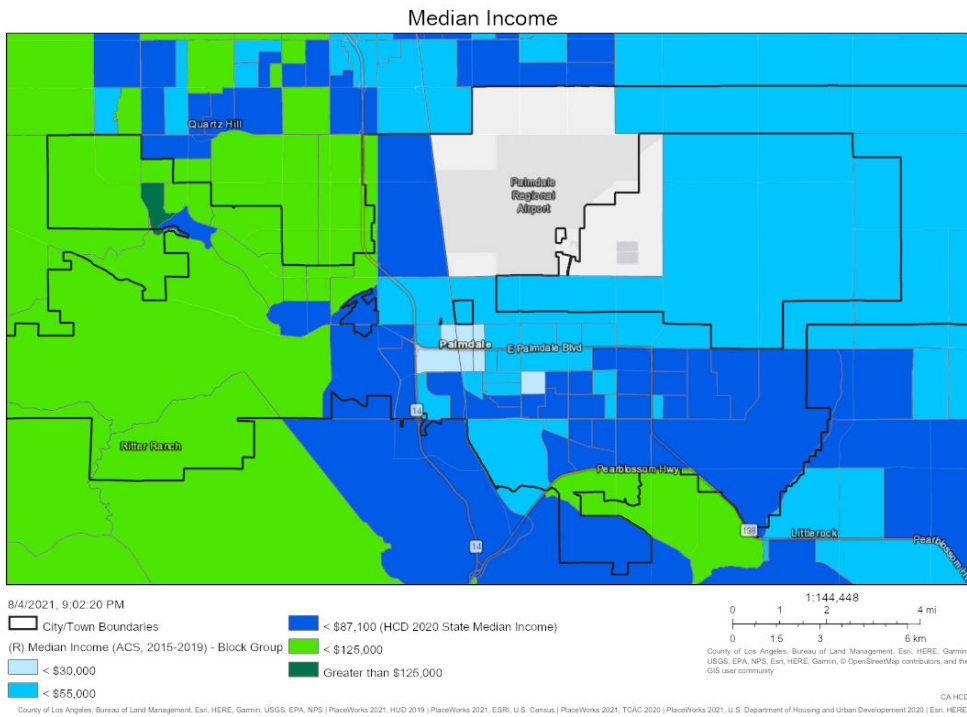 Median Income
Quartz Hill
Palmdale
Regional
Airport
Palmdale
E Palmdale Blvd
14
Ritter Ranch
Pearblossom Hwy
138
Littlerock
14
Pearblossom H
8/4/2021, 9:02:20 PM
City/Town Boundaries
(R) Median Income (ACS, 2015-2019) - Block Group
< $30,000
< $55,000
< $87,100 (HCD 2020 State Median Income)
< $125,000
Greater than $125,000
1:144,448
0 1 2 4 mi
0 1.5 3 6 km
County of Los Angeles, Bureau of Land Management, Esri, HERE, Garmin,
USGS, EPA, NPS, Esri, HERE, Garmin, © OpenStreetMap contributors, and the
GIS user community
CA HCD
County of Los Angeles, Bureau of Land Management, Esri, HERE, Garmin, USGS, EPA, NPS | PlaceWorks 2021, HUD 2019 | PlaceWorks 2021, ESRI, U.S. Census | PlaceWorks 2021, TCAC 2020 | PlaceWorks 2021, U.S. Department of Housing and Urban Developement 2020 | Esri, HERE